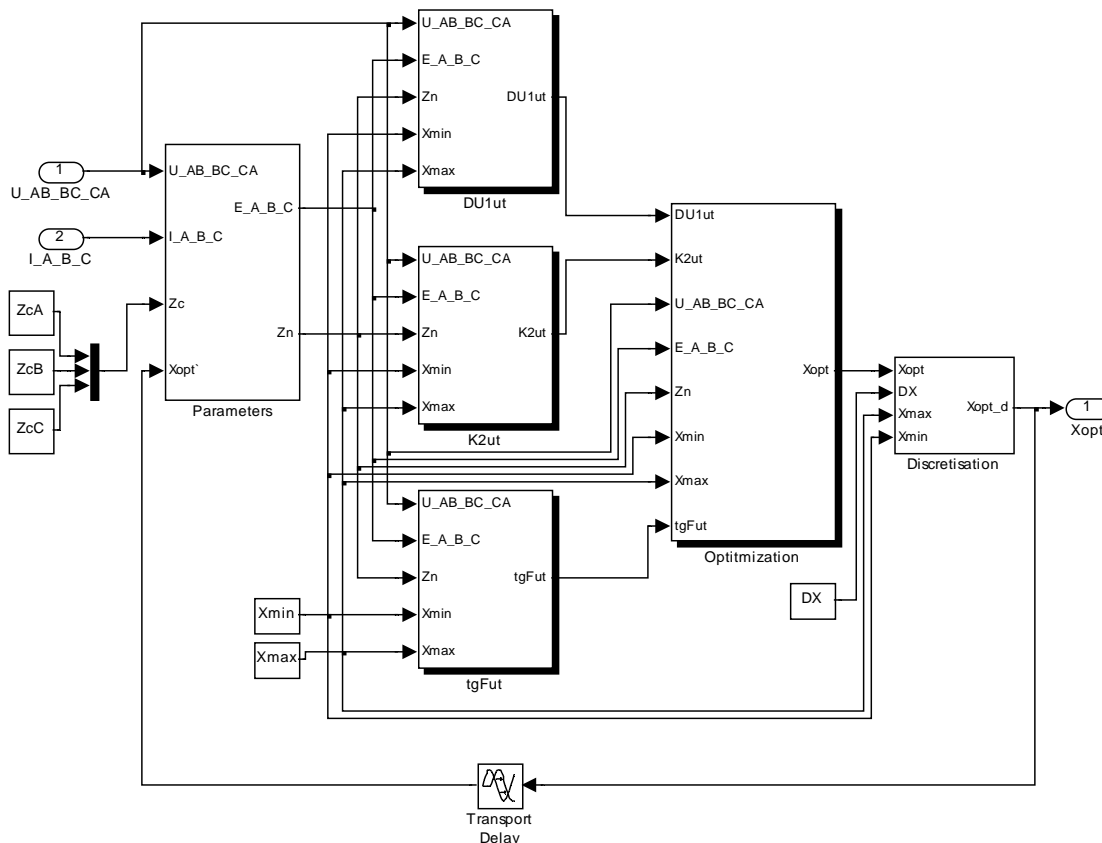 1
U_AB_BC_CA
2
I_A_B_C
ZcA
ZcB
ZcC
U_AB_BC_CA
I_A_B_C
Zc
Xopt`
E_A_B_C
Zn
Parameters
U_AB_BC_CA
E_A_B_C
Zn
Xmin
Xmax
DU1ut
DU1ut
U_AB_BC_CA
E_A_B_C
Zn
Xmin
Xmax
K2ut
K2ut
U_AB_BC_CA
E_A_B_C
Zn
Xmin
Xmax
tgFut
tgFut
Xmin
Xmax
DU1ut
K2ut
U_AB_BC_CA
E_A_B_C
Zn
Xmin
Xmax
tgFut
Xopt
Optitmization
DX
Xopt
DX
Xmax
Xmin
Xopt_d
Discretisation
1
Xopt
Transport
Delay